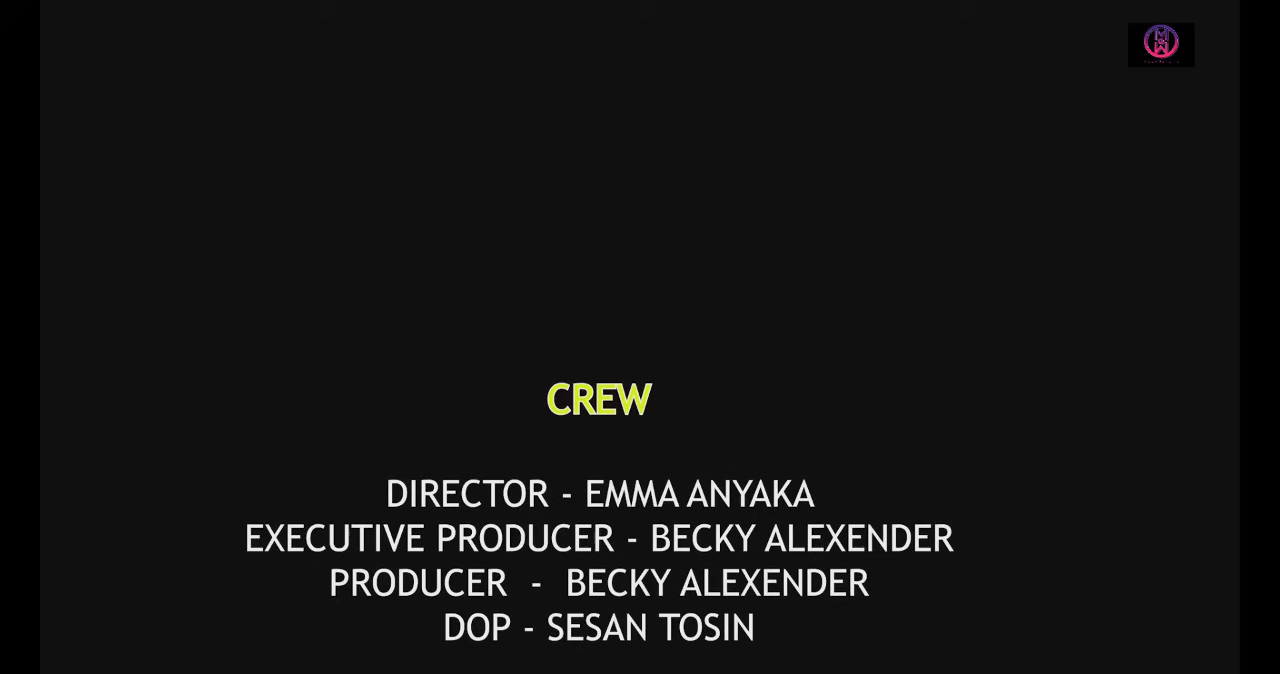 CREW
DIRECTOR - EMMA ANYAKA
EXECUTIVE PRODUCER - BECKY ALEXENDER
PRODUCER - BECKY ALEXENDER
DOP - SESAN TOSIN